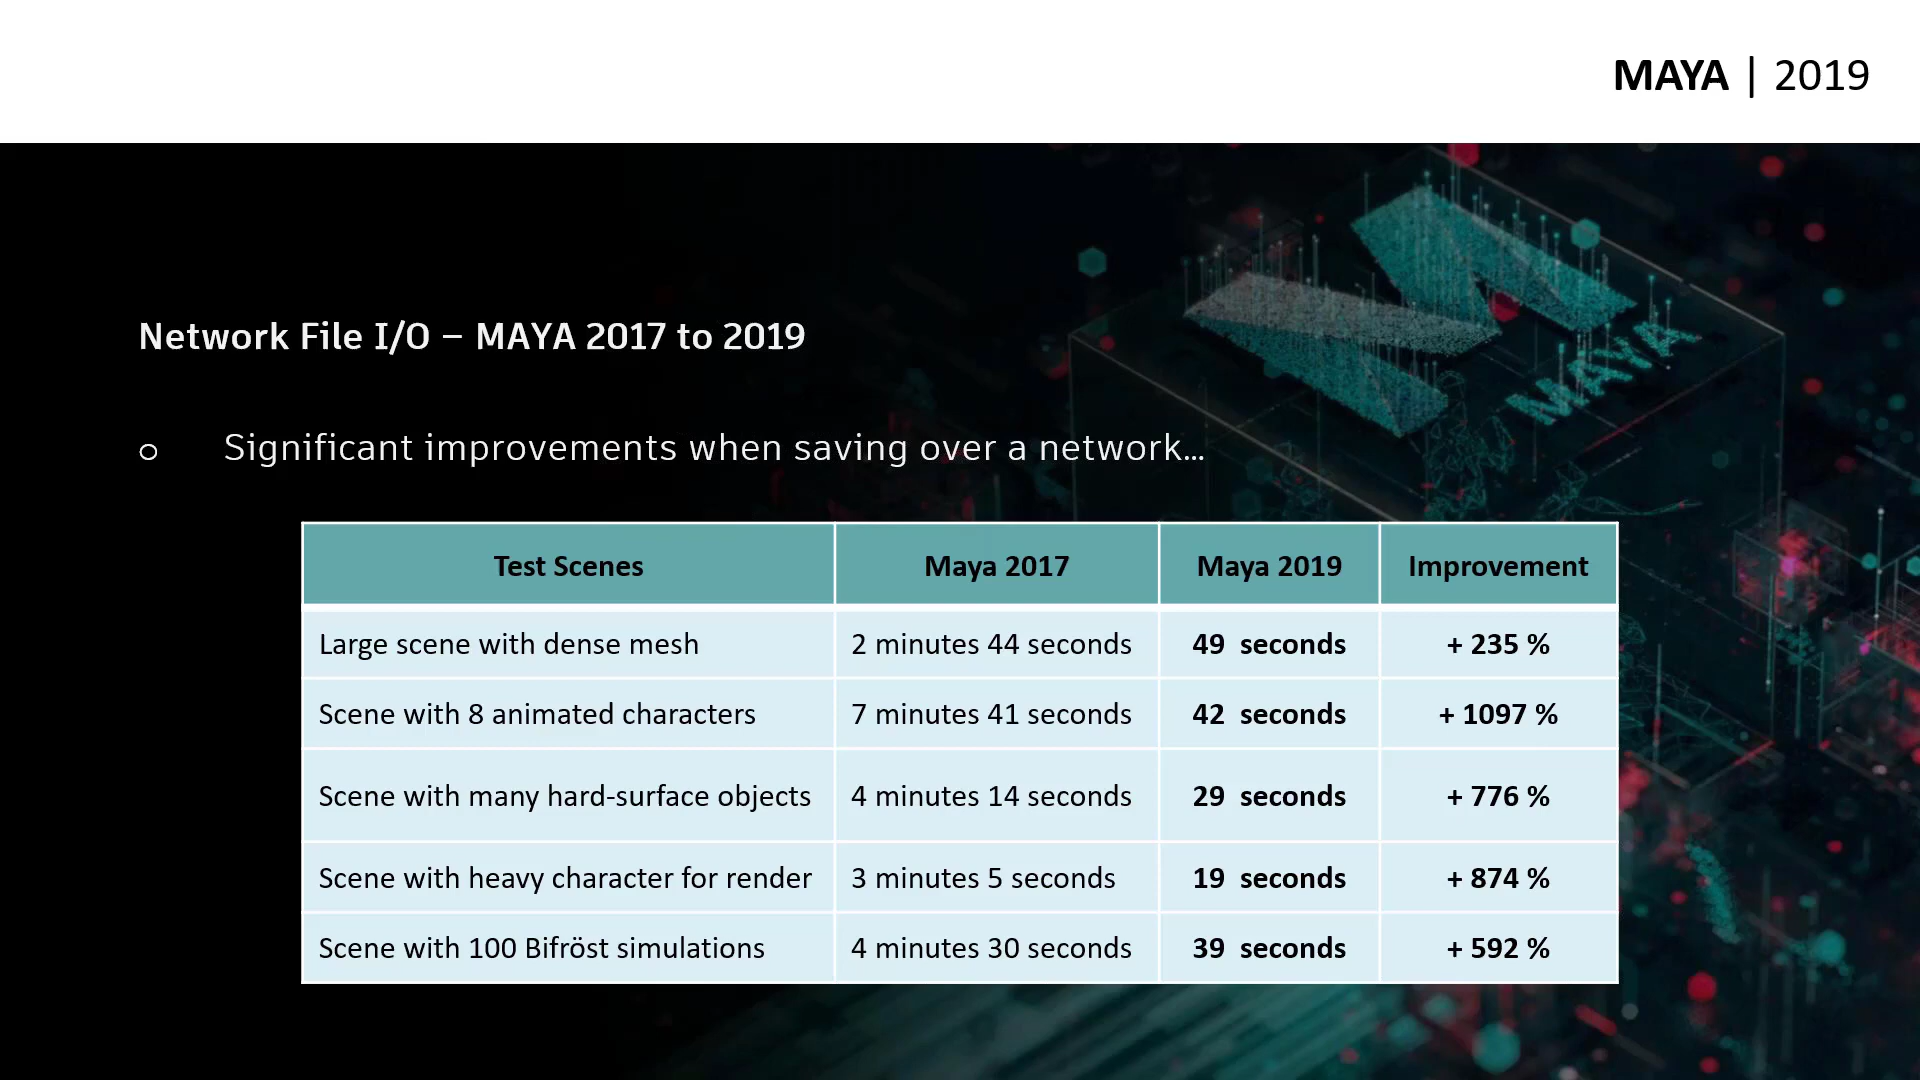 MAYA | 2019
MAYA
Network File I/O – MAYA 2017 to 2019
o Significant improvements when saving over a network...
Test Scenes Maya 2017 Maya 2019 Improvement
Large scene with dense mesh 2 minutes 44 seconds 49 seconds + 235 %
Scene with 8 animated characters 7 minutes 41 seconds 42 seconds + 1097 %
Scene with many hard-surface objects 4 minutes 14 seconds 29 seconds + 776 %
Scene with heavy character for render 3 minutes 5 seconds 19 seconds + 874 %
Scene with 100 Bifröst simulations 4 minutes 30 seconds 39 seconds + 592 %